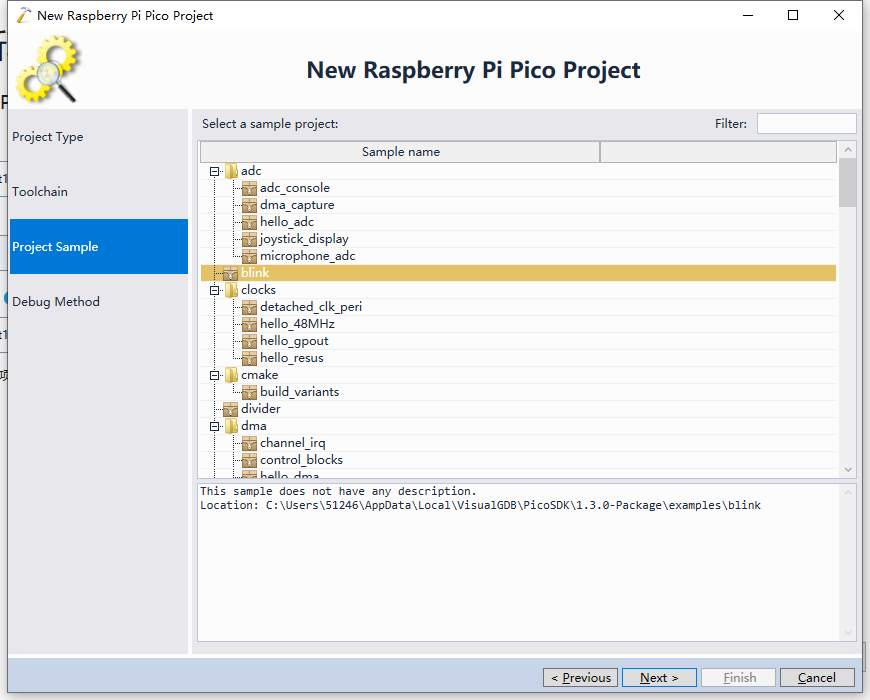 New Raspberry Pi Pico Project
New Raspberry Pi Pico Project
Project Type
Toolchain
Project Sample
Debug Method
Select a sample project:
Filter:
Sample name
adc
adc_console
dma_capture
hello_adc
joystick_display
microphone_adc
blink
clocks
detached_clk_peri
hello_48MHz
hello_gpout
hello_resus
cmake
build_variants
divider
dma
channel_irq
control_blocks
hello_dma
This sample does not have any description.
Location: C:\Users\51246\AppData\Local\VisualGDB\PicoSDK\1.3.0-Package\examples\blink
< Previous
Next >
Finish
Cancel